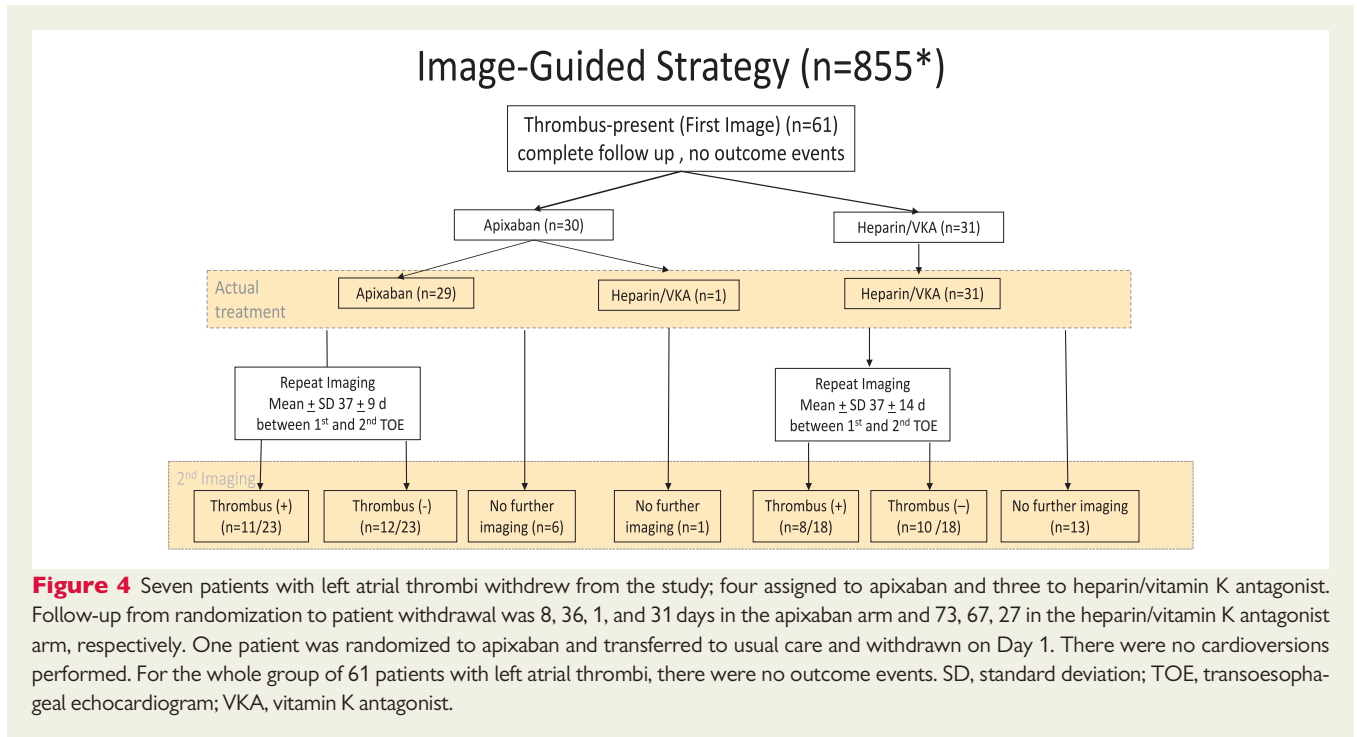 Image-Guided Strategy (n=855*)
Thrombus-present (First Image) (n=61)
complete follow up , no outcome events
Apixaban (n=30)
Heparin/VKA (n=31)
Actual
treatment
Apixaban (n=29)
Heparin/VKA (n=1)
Heparin/VKA (n=31)
Repeat Imaging
Mean ± SD 37 ± 9 d
between 1st and 2nd TOE
Repeat Imaging
Mean ± SD 37 ± 14 d
between 1st and 2nd TOE
2nd Imaging
Thrombus (+)
(n=11/23)
Thrombus (-)
(n=12/23)
No further
imaging (n=6)
No further
imaging (n=1)
Thrombus (+)
(n=8/18)
Thrombus (–)
(n=10 /18)
No further imaging
(n=13)
Figure 4 Seven patients with left atrial thrombi withdrew from the study; four assigned to apixaban and three to heparin/vitamin K antagonist.
Follow-up from randomization to patient withdrawal was 8, 36, 1, and 31 days in the apixaban arm and 73, 67, 27 in the heparin/vitamin K antagonist
arm, respectively. One patient was randomized to apixaban and transferred to usual care and withdrawn on Day 1. There were no cardioversions
performed. For the whole group of 61 patients with left atrial thrombi, there were no outcome events. SD, standard deviation; TOE, transoesopha-
geal echocardiogram; VKA, vitamin K antagonist.